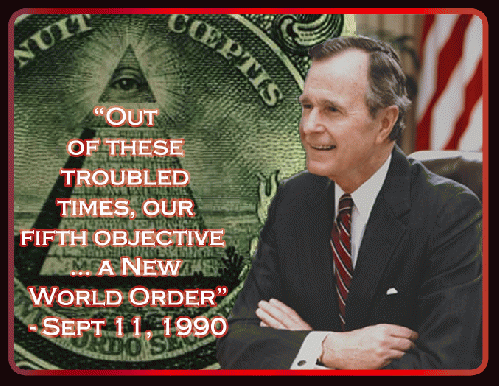 NUIT CŒPTIS
“OUT
OF THESE
TROUBLED
TIMES, OUR
FIFTH OBJECTIVE
... A NEW
WORLD ORDER”
- SEPT 11, 1990